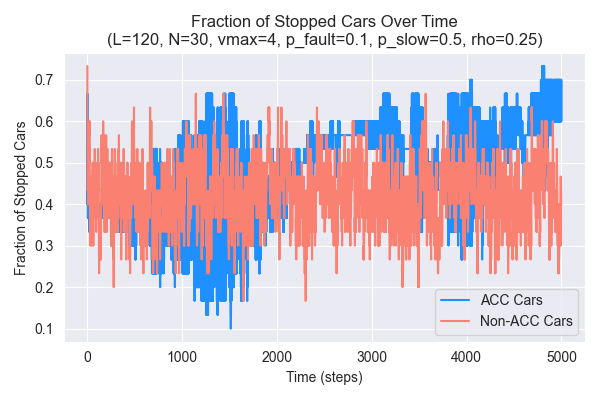 Fraction of Stopped Cars Over Time
(L=120, N=30, vmax=4, p_fault=0.1, p_slow=0.5, rho=0.25)
Fraction of Stopped Cars
0.7
0.6
0.5
0.4
0.3
0.2
0.1
ACC Cars
Non-ACC Cars
0 1000 2000 3000 4000 5000
Time (steps)